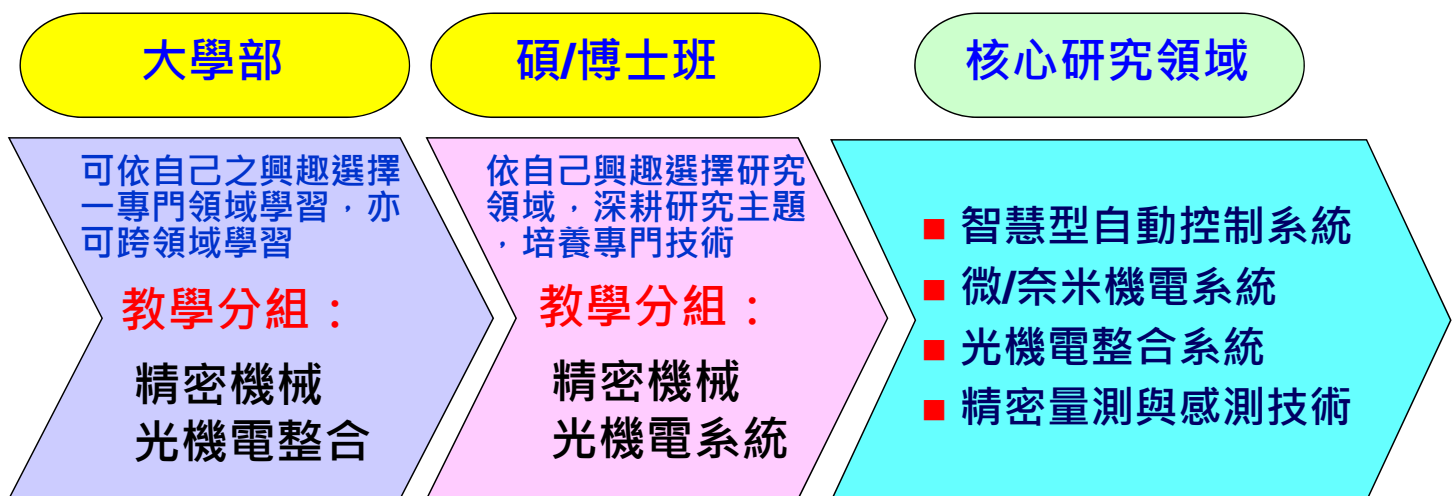 大學部
可依自己之興趣選擇
一專門領域學習，亦
可跨領域學習
教學分組：
精密機械
光機電整合
碩/博士班
依自己興趣選擇研究
領域，深耕研究主題
，培養專門技術
教學分組：
精密機械
光機電系統
核心研究領域
■ 智慧型自動控制系統
■ 微/奈米機電系統
■ 光機電整合系統
■ 精密量測與感測技術